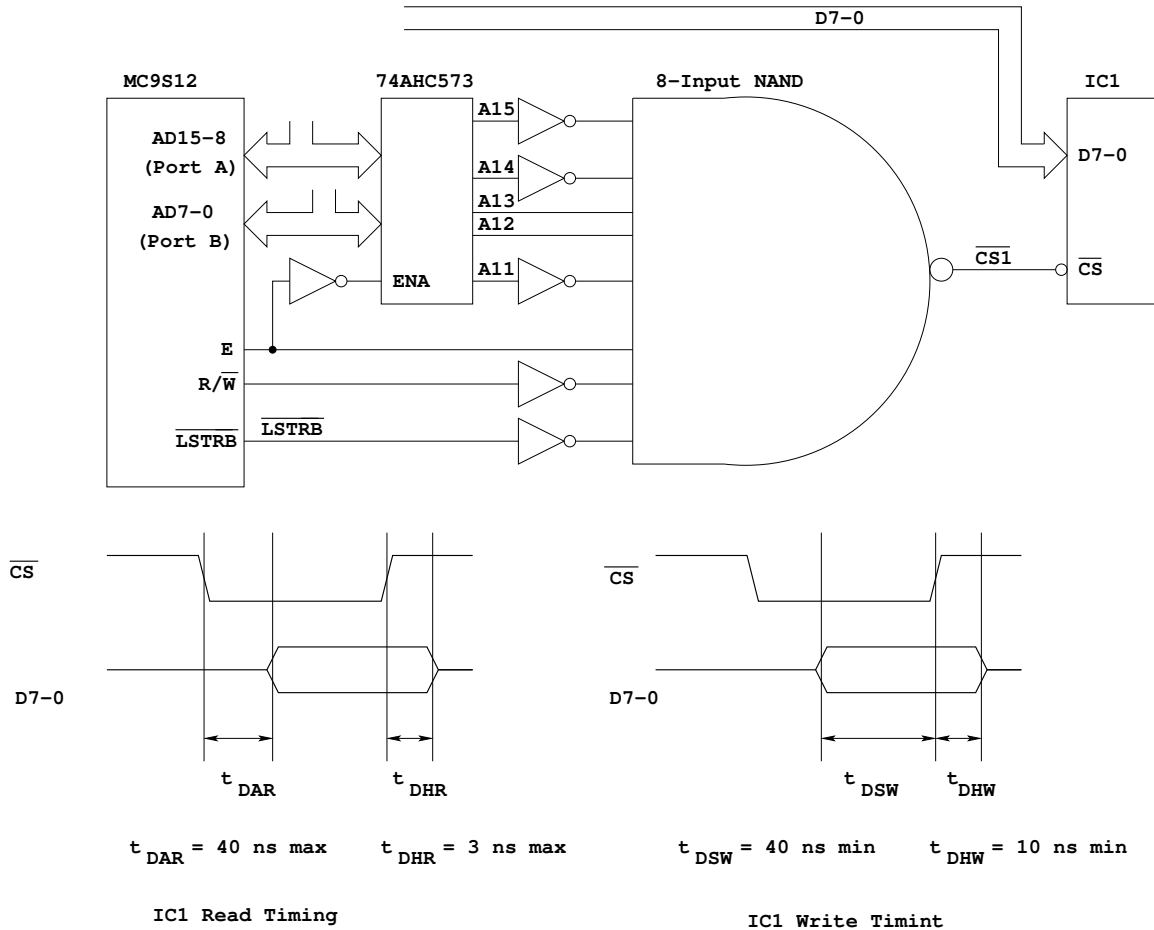 D7-0
MC9S12
74AHC573
8-Input NAND
IC1
A15
AD15-8
(Port A)
D7-0
A14
A13
AD7-0
(Port B)
A12
A11
CS1
CS
ENA
E
R/W
LSTRB
LSTRB
CS
CS
D7-0
D7-0
t DAR
t DHR
t DSW
t DHW
t DAR = 40 ns max
t DHR = 3 ns max
t DSW = 40 ns min
t DHW = 10 ns min
IC1 Read Timing
IC1 Write Timint